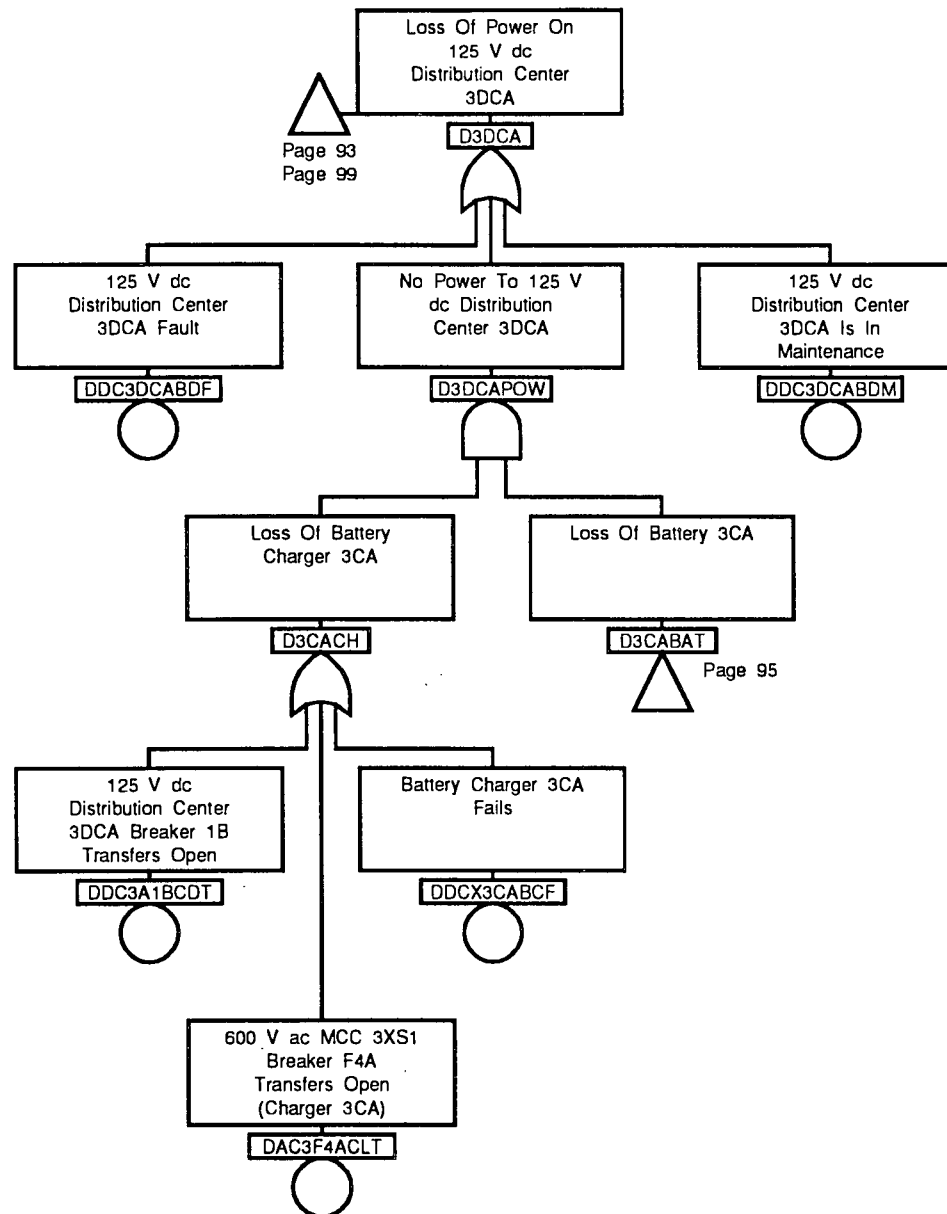 Loss Of Power On
125 V dc
Distribution Center
3DCA
D3DCA
Page 93
Page 99
125 V dc
Distribution Center
3DCA Fault
DDC3DCABDF
No Power To 125 V
dc Distribution
Center 3DCA
D3DCAPOW
125 V dc
Distribution Center
3DCA Is In
Maintenance
DDC3DCABDM
Loss Of Battery
Charger 3CA
D3CACH
Loss Of Battery 3CA
D3CABAT
Page 95
125 V dc
Distribution Center
3DCA Breaker 1B
Transfers Open
DDC3A1BCDT
Battery Charger 3CA
Fails
DDCX3CABCF
600 V ac MCC 3XS1
Breaker F4A
Transfers Open
(Charger 3CA)
DAC3F4ACLT